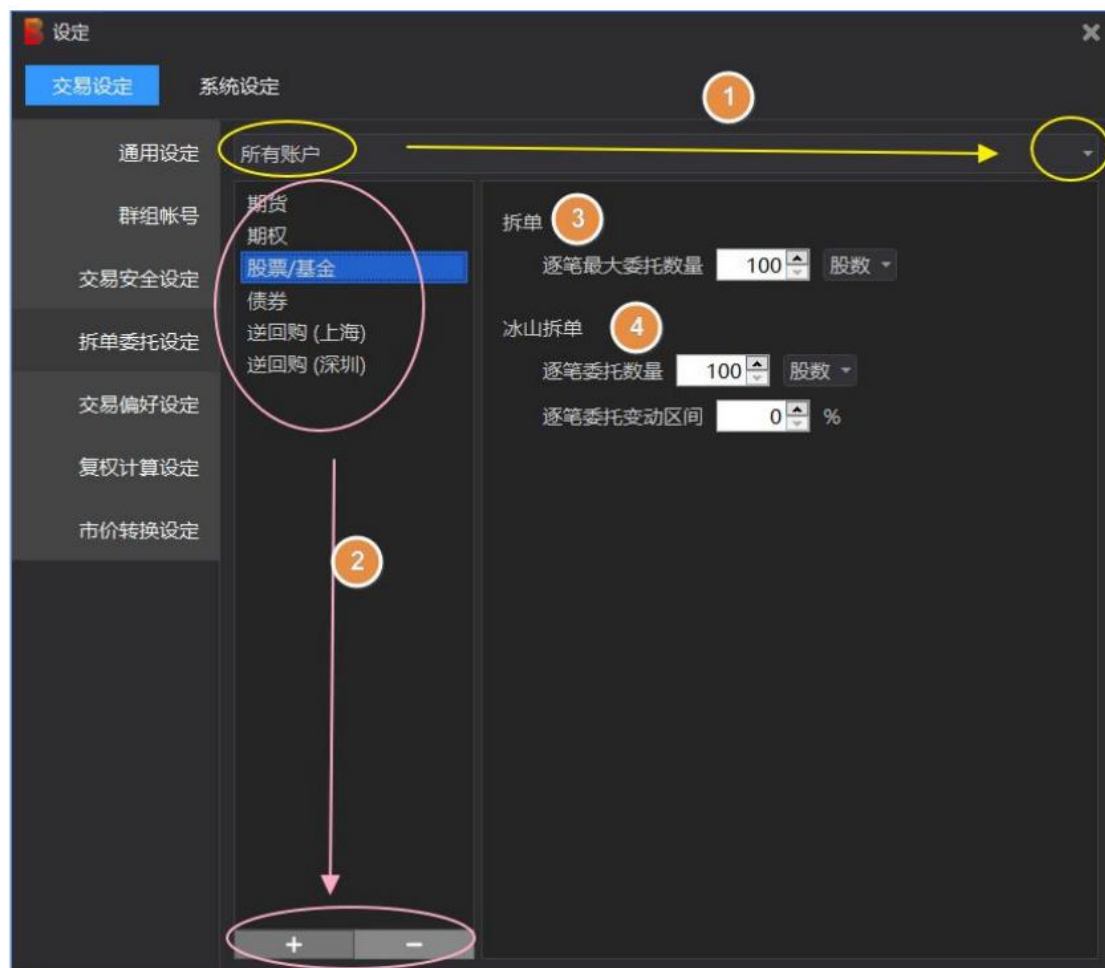 设定
交易设定 系统设定
1
通用设定
群组帐号
交易安全设定
拆单委托设定
交易偏好设定
复权计算设定
市价转换设定
所有账户
期货
期权
股票/基金
债券
逆回购 (上海)
逆回购 (深圳)
2
+ −
拆单 3
逐笔最大委托数量 100 股数
冰山拆单 4
逐笔委托数量 100 股数
逐笔委托变动区间 0 %